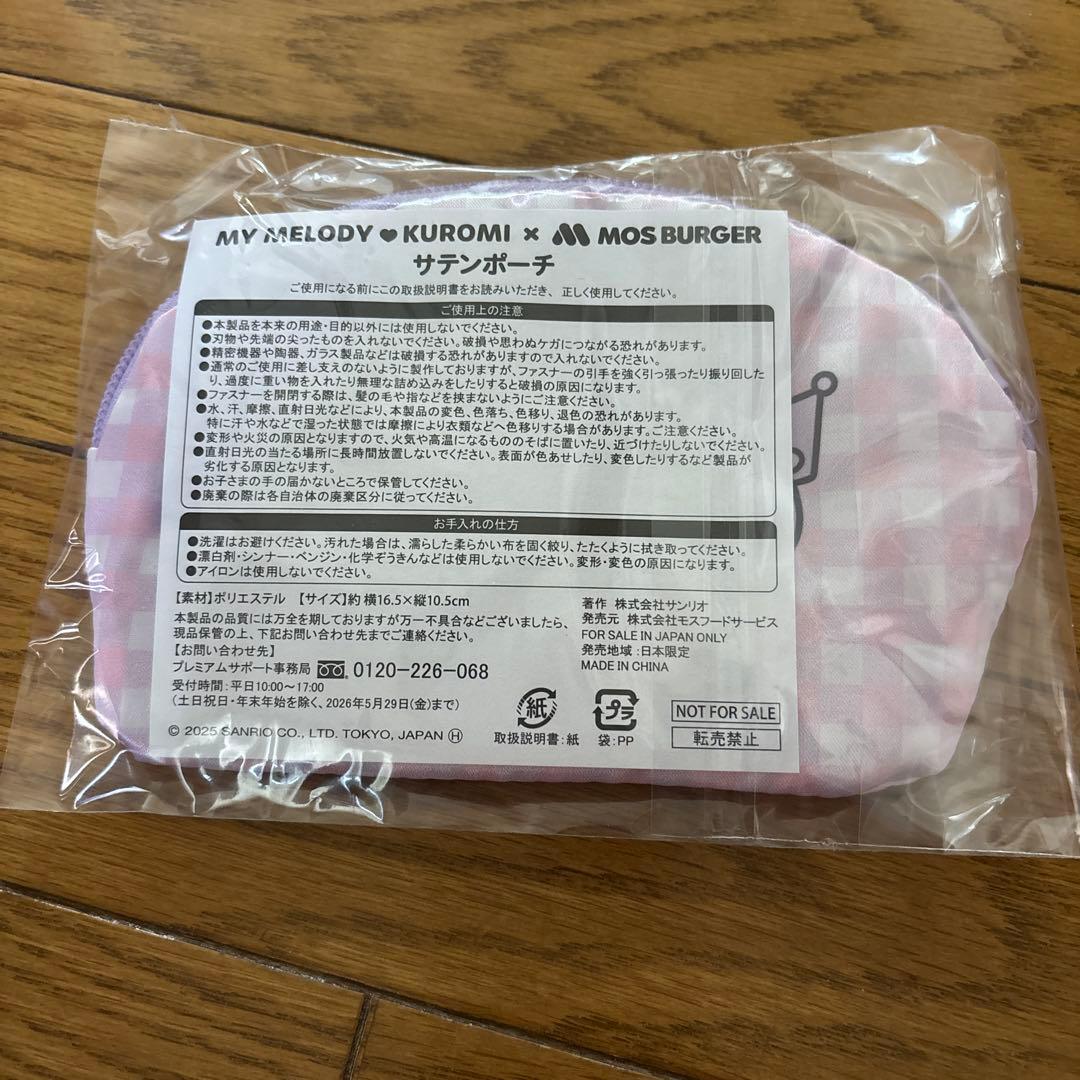 MY MELODY ♥ KUROMI × MOS BURGER
サテンポーチ
ご使用になる前にこの取扱説明書をお読みいただき、正しく使用してください。
ご使用上の注意
●本製品を本来の用途・目的以外には使用しないでください。
●刃物や先端の尖ったものを入れないでください。破損や思わぬケガにつながる恐れがあります。
●精密機器や陶器、ガラス製品などは破損する恐れがありますので入れないでください。
●通常のご使用に差し支えのないように製作しておりますが、ファスナーの引手を強く引っ張ったり振り回した
り、過度に重い物を入れたり無理な詰め込みをしたりすると破損の原因になります。
●ファスナーを開閉する際は、髪の毛や指などを挟まないようにご注意ください。
●水、汗、摩擦、直射日光などにより、本製品の変色、色落ち、色移り、退色の恐れがあります。
特に汗や水などで湿った状態では摩擦により衣類などへ色移りする場合があります。ご注意ください。
●変形や火災の原因となりますので、火気や高温になるもののそばに置いたり、近づけたりしないでください。
●直射日光の当たる場所に長時間放置しないでください。表面が色あせしたり、変色したりするなど製品が
劣化する原因となります。
●お子さまの手の届かないところで保管してください。
●廃棄の際は各自治体の廃棄区分に従ってください。
お手入れの仕方
●洗濯はお避けください。汚れた場合は、濡らした柔らかい布を固く絞り、たたくように拭き取ってください。
●漂白剤・シンナー・ベンジン・化学ぞうきんなどは使用しないでください。変形・変色の原因になります。
●アイロンは使用しないでください。
【素材】ポリエステル 【サイズ】約 横16.5×縦10.5cm
本製品の品質には万全を期しておりますが万一不具合などございましたら、
現品保管の上、下記お問い合わせ先までご連絡ください。
【お問い合わせ先】
プレミアムサポート事務局 0120-226-068
受付時間：平日10:00〜17:00
（土日祝日・年末年始を除く、2026年5月29日(金)まで）
© 2025 SANRIO CO., LTD. TOKYO, JAPAN Ⓗ
著作 株式会社サンリオ
発売元 株式会社モスフードサービス
FOR SALE IN JAPAN ONLY
発売地域：日本限定
MADE IN CHINA
紙
取扱説明書：紙
プラ
袋：PP
NOT FOR SALE
転売禁止